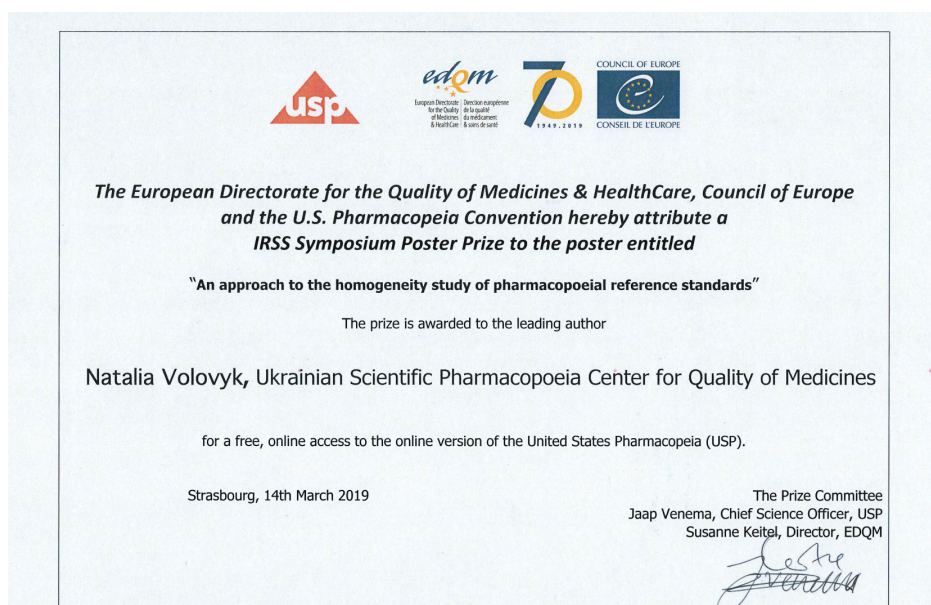 usp
edqm
European Directorate | Direction européenne
for the Quality | de la qualité
of Medicines | du médicament
& HealthCare | & soins de santé
70
1949.2019
COUNCIL OF EUROPE
CONSEIL DE L'EUROPE
The European Directorate for the Quality of Medicines & HealthCare, Council of Europe
and the U.S. Pharmacopeia Convention hereby attribute a
IRSS Symposium Poster Prize to the poster entitled
"An approach to the homogeneity study of pharmacopoeial reference standards"
The prize is awarded to the leading author
Natalia Volovyk, Ukrainian Scientific Pharmacopoeia Center for Quality of Medicines
for a free, online access to the online version of the United States Pharmacopeia (USP).
Strasbourg, 14th March 2019
The Prize Committee
Jaap Venema, Chief Science Officer, USP
Susanne Keitel, Director, EDQM